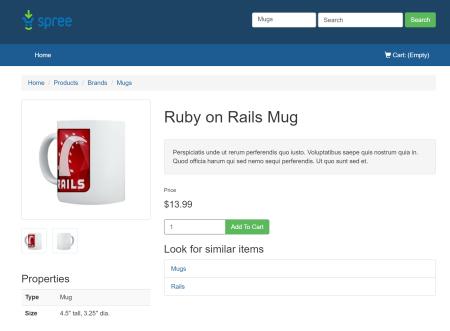 spree
Mugs
Search
Search
Home
Cart: (Empty)
Home / Products / Brands / Mugs
RAILS
Ruby on Rails Mug
Perspiciatis unde ut rerum perferendis quo iusto. Voluptatibus saepe quis nostrum quia in.
Quod officia harum qui sed nemo sequi perferendis. Ut quo sunt sed et.
Price
$13.99
1
Add To Cart
Look for similar items
Mugs
Rails
Properties
Type Mug
Size 4.5" tall, 3.25" dia.